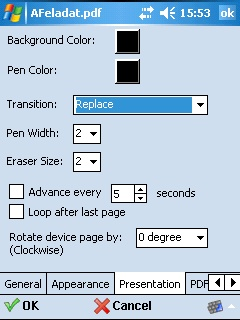 AFeladat.pdf 15:53 ok
Background Color:
Pen Color:
Transition: Replace
Pen Width: 2
Eraser Size: 2
Advance every 5 seconds
Loop after last page
Rotate device page by: 0 degree
(Clockwise)
General Appearance Presentation PDF
OK Cancel